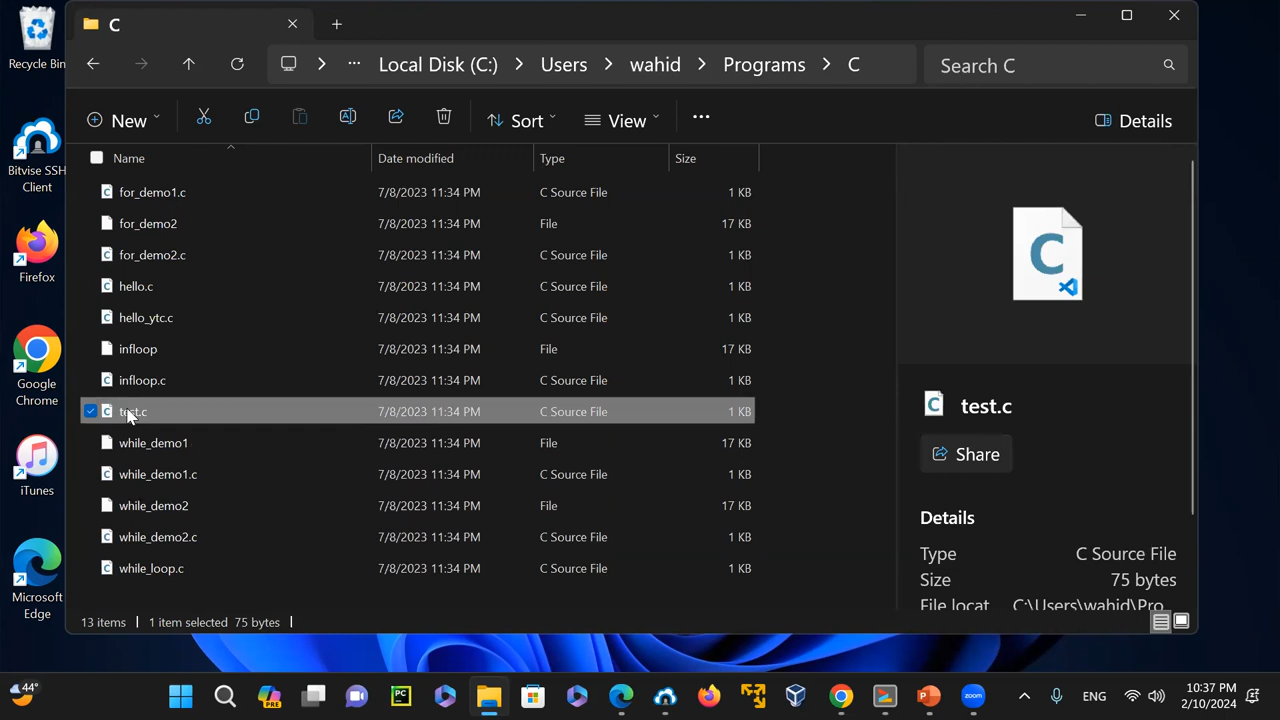 Recycle Bin
Bitvise SSH
Client
Firefox
Google
Chrome
iTunes
Microsoft
Edge
C
Local Disk (C:) Users wahid Programs C
Search C
New
Sort
View
Details
Name Date modified Type Size
for_demo1.c 7/8/2023 11:34 PM C Source File 1 KB
for_demo2 7/8/2023 11:34 PM File 17 KB
for_demo2.c 7/8/2023 11:34 PM C Source File 1 KB
hello.c 7/8/2023 11:34 PM C Source File 1 KB
hello_ytc.c 7/8/2023 11:34 PM C Source File 1 KB
infloop 7/8/2023 11:34 PM File 17 KB
infloop.c 7/8/2023 11:34 PM C Source File 1 KB
test.c 7/8/2023 11:34 PM C Source File 1 KB
while_demo1 7/8/2023 11:34 PM File 17 KB
while_demo1.c 7/8/2023 11:34 PM C Source File 1 KB
while_demo2 7/8/2023 11:34 PM File 17 KB
while_demo2.c 7/8/2023 11:34 PM C Source File 1 KB
while_loop.c 7/8/2023 11:34 PM C Source File 1 KB
C
test.c
Share
Details
Type C Source File
Size 75 bytes
File locat... C:\Users\wahid\Pro...
13 items 1 item selected 75 bytes
44°
PRE
PC
zoom
ENG
10:37 PM
2/10/2024